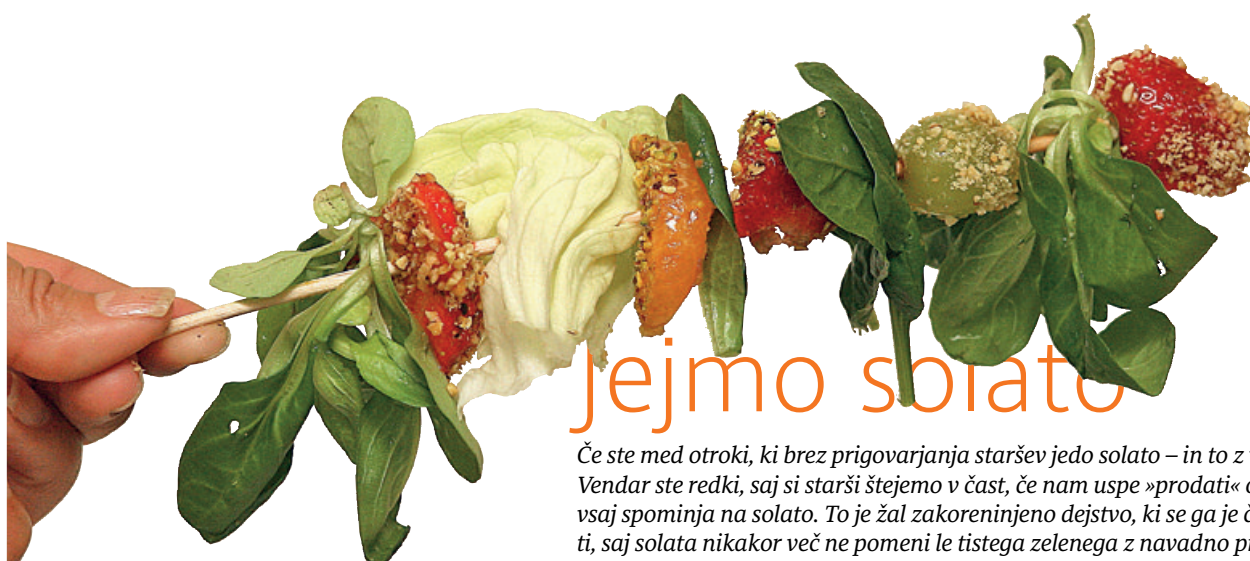 Jejmo solato
Če ste med otroki, ki brez prigovarjanja staršev jedo solato – in to z
Vendar ste redki, saj si starši štejemo v čast, če nam uspe »prodati«
vsaj spominja na solato. To je žal zakoreninjeno dejstvo, ki se ga je
ti, saj solata nikakor več ne pomeni le tistega zelenega z navadno